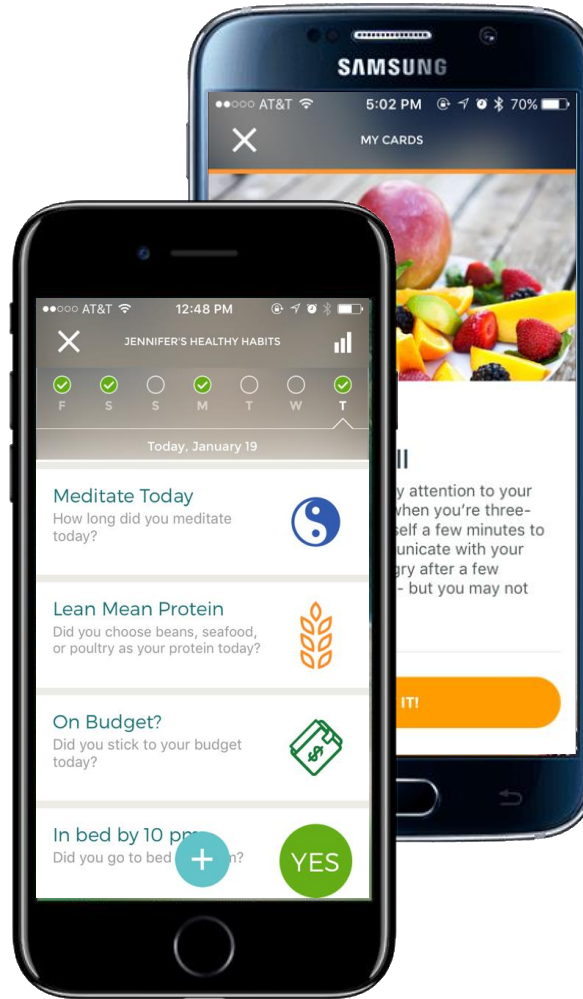 SAMSUNG
AT&T 5:02 PM 70%
MY CARDS
ll
y attention to your
when you're three-
self a few minutes to
unicate with your
gry after a few
- but you may not
IT!
AT&T 12:48 PM
JENNIFER'S HEALTHY HABITS
F S S M T W T
Today, January 19
Meditate Today
How long did you meditate
today?
Lean Mean Protein
Did you choose beans, seafood,
or poultry as your protein today?
On Budget?
Did you stick to your budget
today?
$
In bed by 10 pm
Did you go to bed m?
+
YES